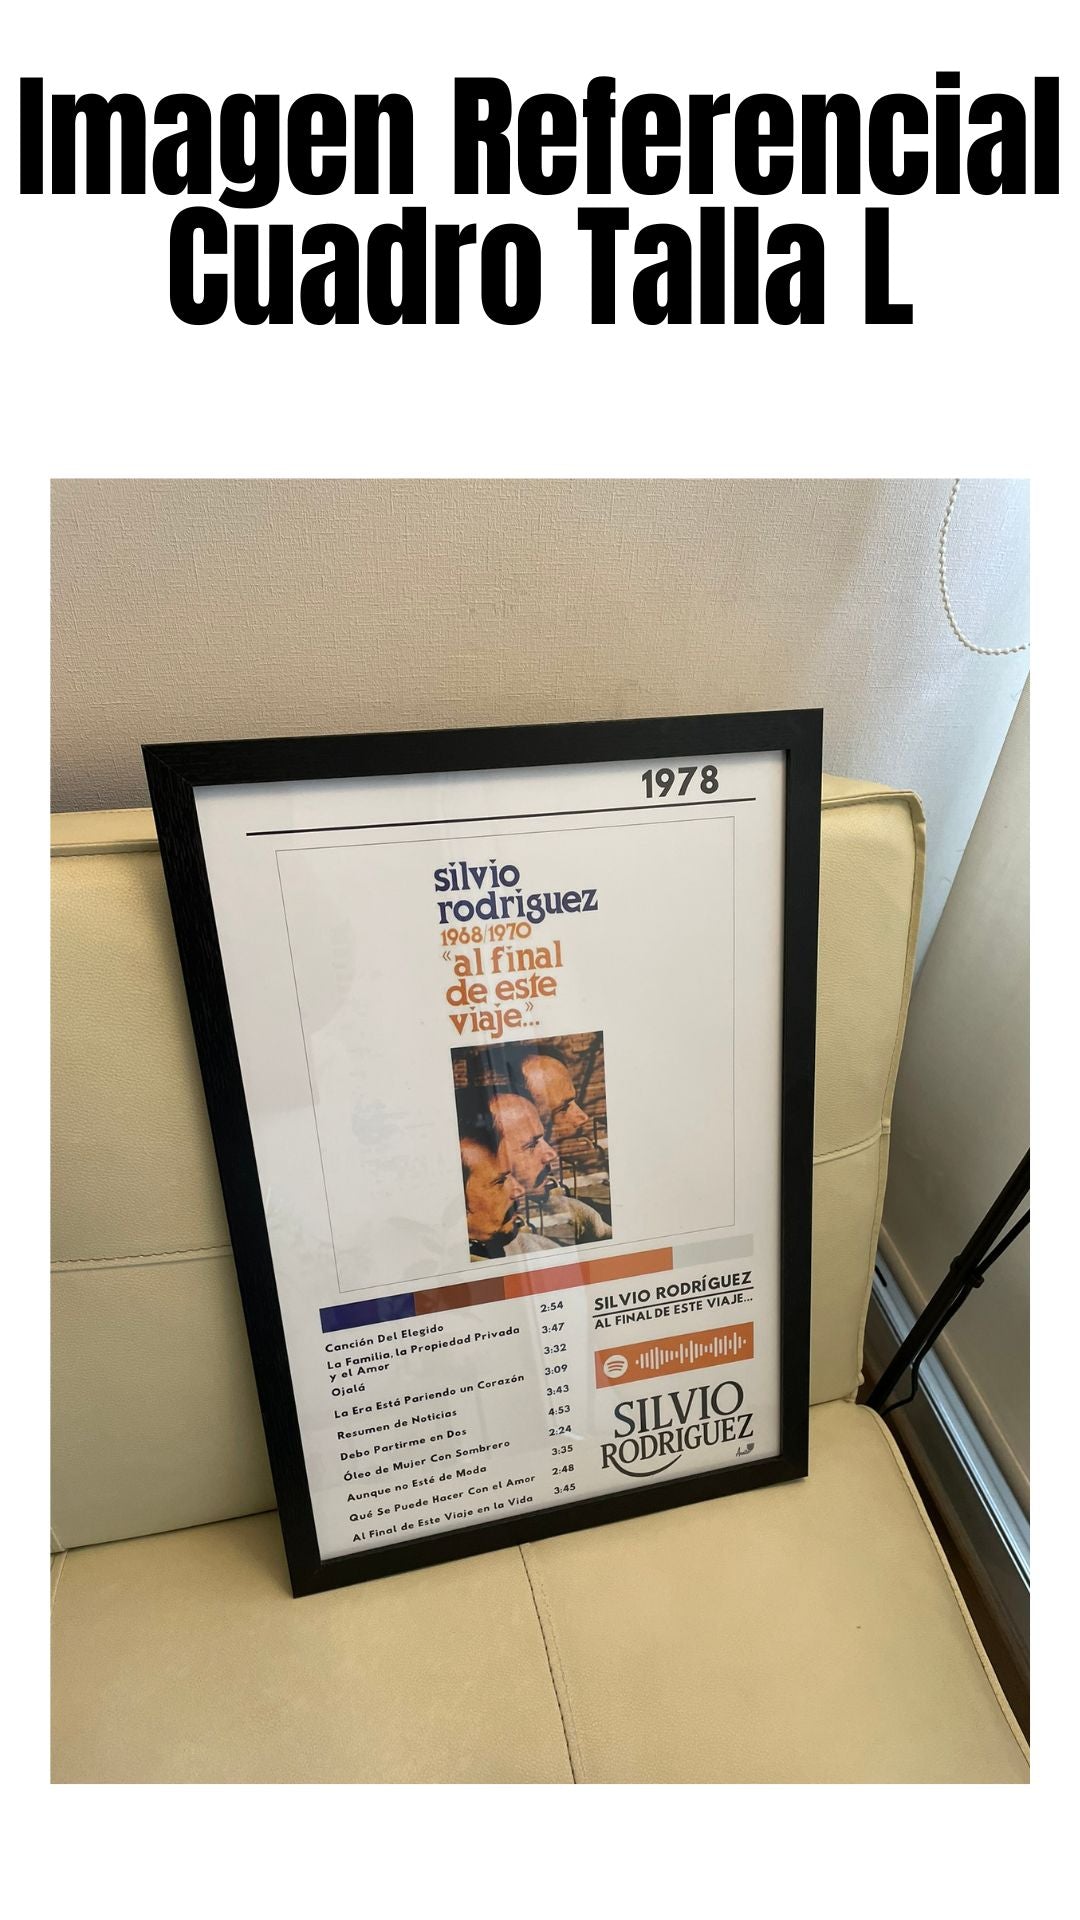 Imagen Referencial
Cuadro Talla L
1978
silvio
rodriguez
1968/1970
«al final
de este
viaje»...
Canción Del Elegido 2:54
La Familia, la Propiedad Privada
y el Amor 3:47
Ojalá 3:32
La Era Está Pariendo un Corazón 3:09
Resumen de Noticias 3:43
Debo Partirme en Dos 4:53
Óleo de Mujer Con Sombrero 2:24
Aunque no Esté de Moda 3:35
Qué Se Puede Hacer Con el Amor 2:48
Al Final de Este Viaje en la Vida 3:45
SILVIO RODRÍGUEZ
AL FINAL DE ESTE VIAJE...
SILVIO
RODRIGUEZ